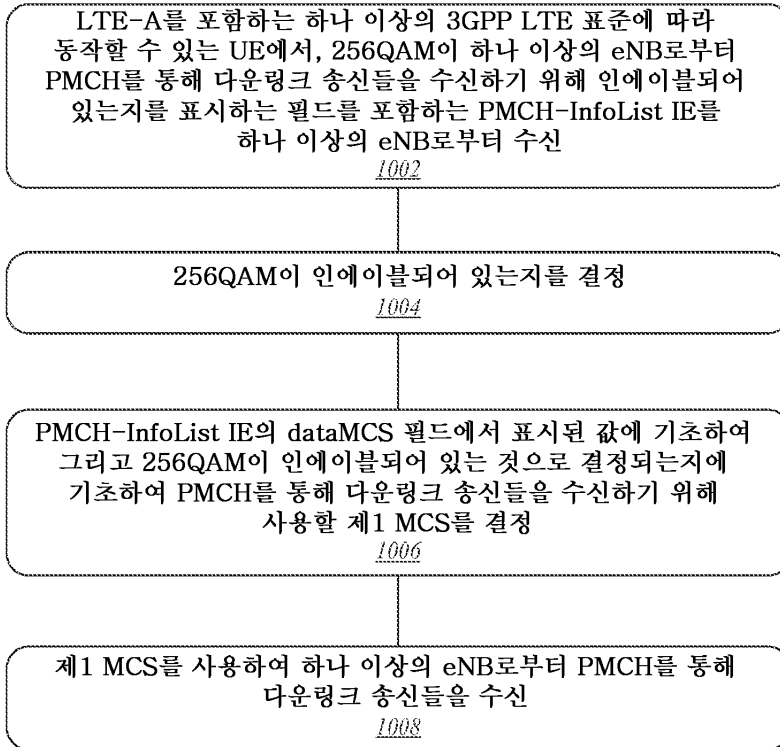 LTE-A를 포함하는 하나 이상의 3GPP LTE 표준에 따라
동작할 수 있는 UE에서, 256QAM이 하나 이상의 eNB로부터
PMCH를 통해 다운링크 송신들을 수신하기 위해 인에이블되어
있는지를 표시하는 필드를 포함하는 PMCH-InfoList IE를
하나 이상의 eNB로부터 수신
1002
256QAM이 인에이블되어 있는지를 결정
1004
PMCH-InfoList IE의 dataMCS 필드에서 표시된 값에 기초하여
그리고 256QAM이 인에이블되어 있는 것으로 결정되는지에
기초하여 PMCH를 통해 다운링크 송신들을 수신하기 위해
사용할 제1 MCS를 결정
1006
제1 MCS를 사용하여 하나 이상의 eNB로부터 PMCH를 통해
다운링크 송신들을 수신
1008